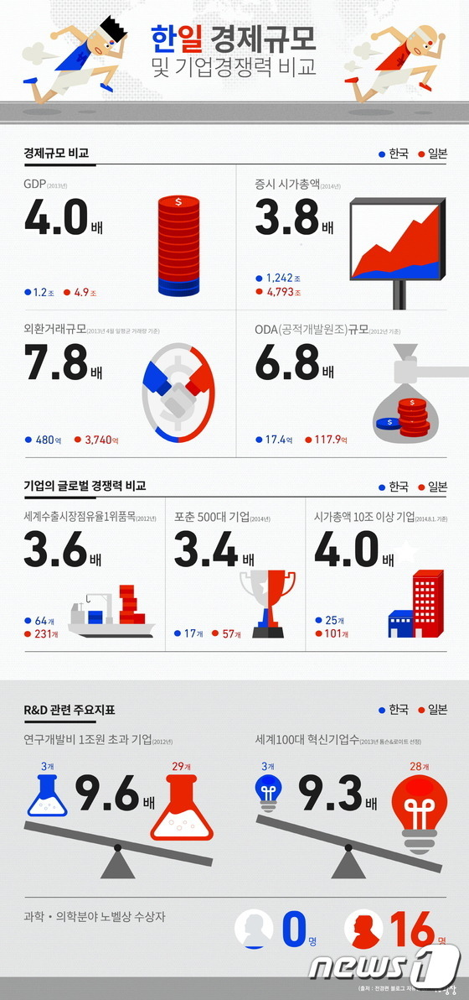 한일 경제규모
및 기업경쟁력 비교
경제규모 비교
한국 일본
GDP(2013년)
4.0배
1.2조 4.9조
증시 시가총액(2014년)
3.8배
1,242조
4,793조
외환거래규모(2013년 4월 일평균 거래량 기준)
7.8배
480억 3,740억
ODA(공적개발원조)규모(2012년 기준)
6.8배
17.4억 117.9억
기업의 글로벌 경쟁력 비교
한국 일본
세계수출시장점유율1위품목(2012년)
3.6배
64개
231개
포춘 500대 기업(2014년)
3.4배
17개 57개
시가총액 10조 이상 기업(2014.8.1. 기준)
4.0배
25개
101개
R&D 관련 주요지표
한국 일본
연구개발비 1조원 초과 기업(2012년)
3개
9.6배
29개
세계100대 혁신기업수(2013년 톰슨&로이트 선정)
3개
9.3배
28개
과학·의학분야 노벨상 수상자
0명
16명
news1
(출처 : 전경련 블로그